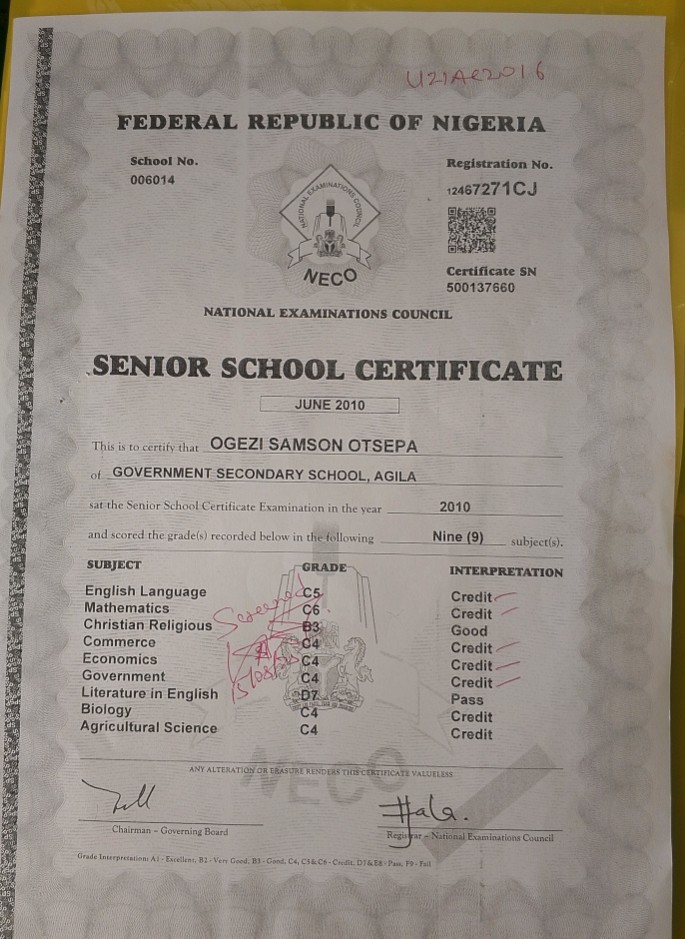 U21AC2016
FEDERAL REPUBLIC OF NIGERIA
School No.
006014
Registration No.
12467271CJ
NATIONAL EXAMINATIONS COUNCIL
NECO
Certificate SN
500137660
NATIONAL EXAMINATIONS COUNCIL
SENIOR SCHOOL CERTIFICATE
JUNE 2010
This is to certify that OGEZI SAMSON OTSEPA
of GOVERNMENT SECONDARY SCHOOL, AGILA
sat the Senior School Certificate Examination in the year 2010
and scored the grade(s) recorded below in the following Nine (9) subject(s).
SUBJECT GRADE INTERPRETATION
English Language C5 Credit
Mathematics C6 Credit
Christian Religious B3 Good
Commerce C4 Credit
Economics C4 Credit
Government C4 Credit
Literature in English D7 Pass
Biology C4 Credit
Agricultural Science C4 Credit
Screened
NECO
ANY ALTERATION OR ERASURE RENDERS THIS CERTIFICATE VALUELESS
Chairman - Governing Board
Registrar - National Examinations Council
Grade Interpretation: A1 - Excellent, B2 - Very Good, B3 - Good, C4, C5 & C6 - Credit, D7 & E8 - Pass, F9 - Fail